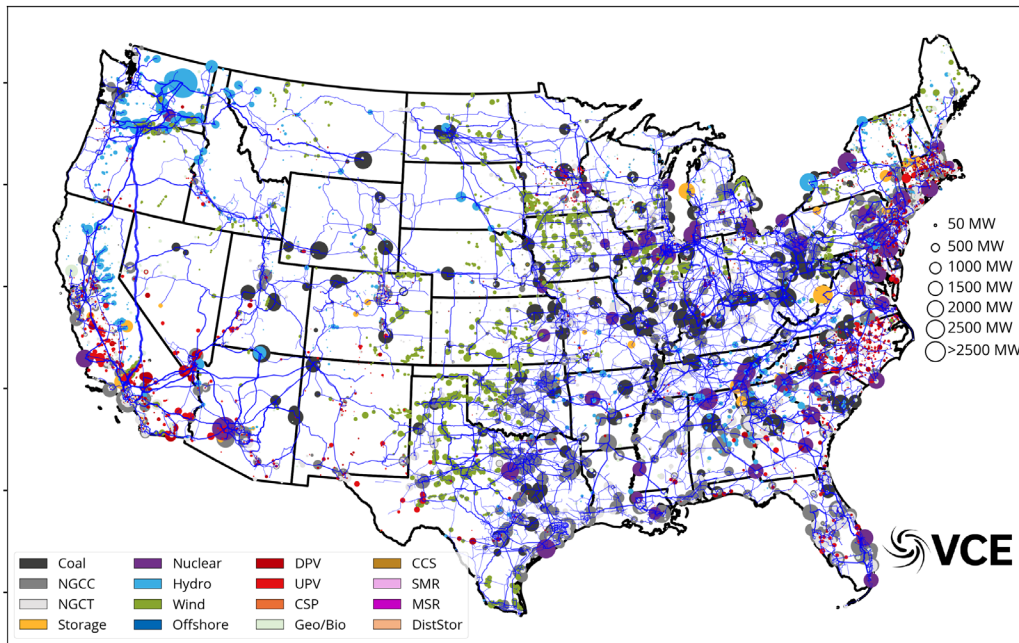 50 MW
500 MW
1000 MW
1500 MW
2000 MW
2500 MW
>2500 MW
VCE
Coal Nuclear DPV CCS
NGCC Hydro UPV SMR
NGCT Wind CSP MSR
Storage Offshore Geo/Bio DistStor